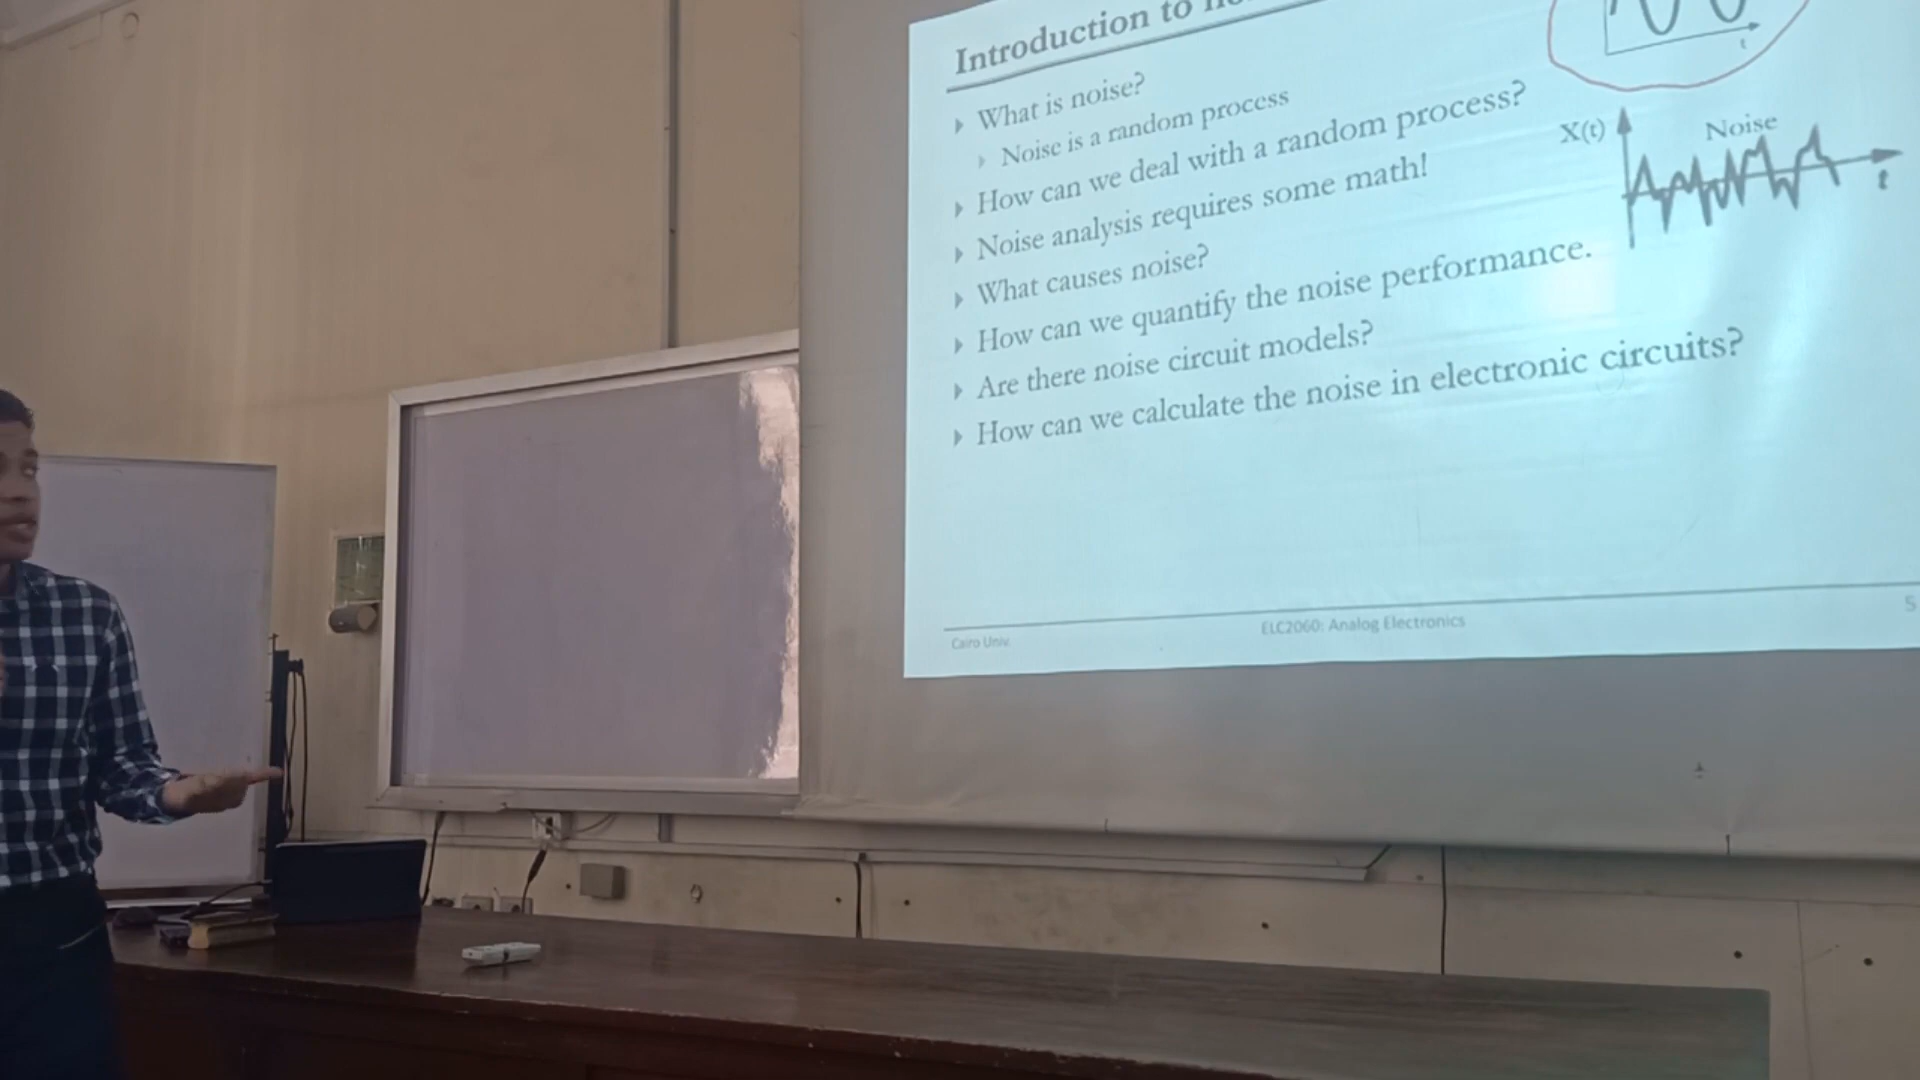 Introduction to
What is noise?
Noise is a random process
How can we deal with a random process?
Noise analysis requires some math!
What causes noise?
How can we quantify the noise performance.
Are there noise circuit models?
How can we calculate the noise in electronic circuits?
t
X(t)
Noise
t
Cairo Univ.
ELC2060: Analog Electronics
5